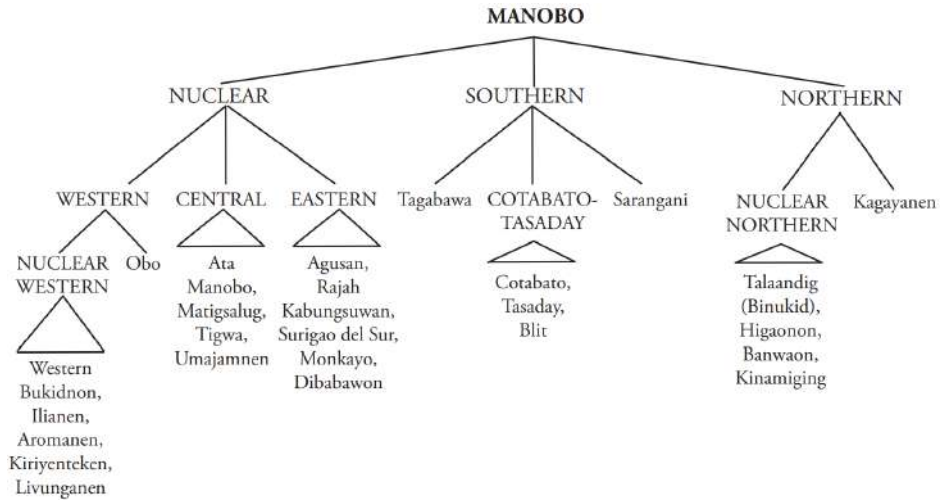 MANOBO
NUCLEAR
SOUTHERN
NORTHERN
WESTERN
CENTRAL
EASTERN
Tagabawa
COTABATO-
TASADAY
Sarangani
NUCLEAR
NORTHERN
Kagayanen
NUCLEAR
WESTERN
Obo
Ata
Manobo,
Matigsalug,
Tigwa,
Umajamnen
Agusan,
Rajah
Kabungsuwan,
Surigao del Sur,
Monkayo,
Dibabawon
Cotabato,
Tasaday,
Blit
Talaandig
(Binukid),
Higaonon,
Banwaon,
Kinamiging
Western
Bukidnon,
Ilianen,
Aromanen,
Kiriyenteken,
Livunganen